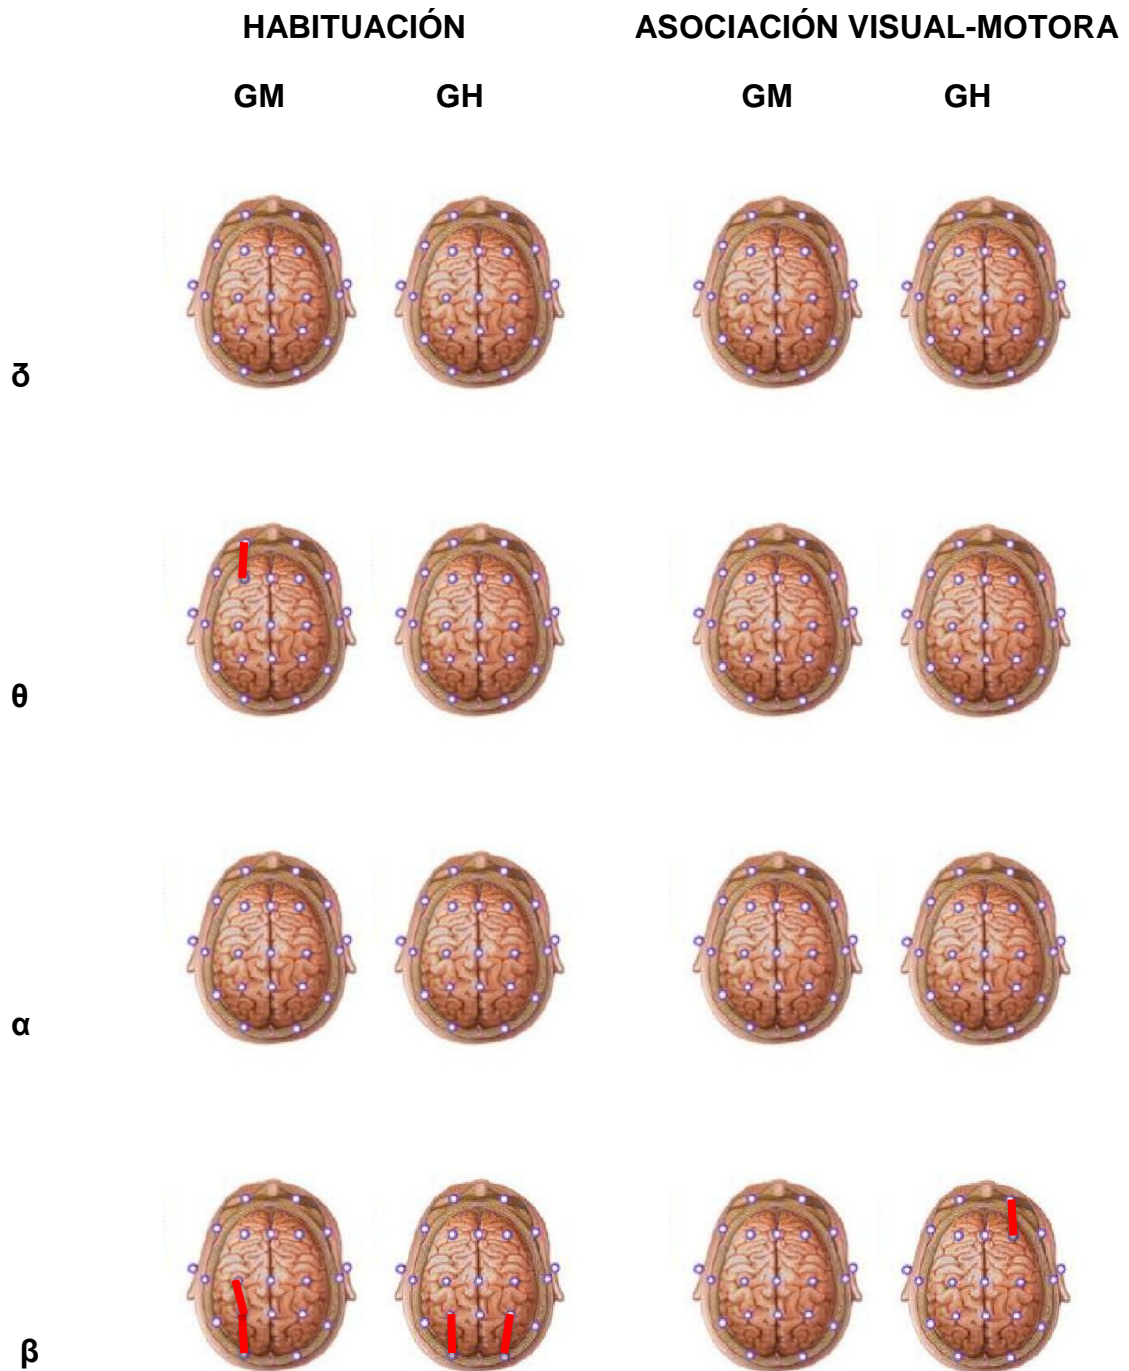 HABITUACIÓN ASOCIACIÓN VISUAL-MOTORA
GM GH GM GH
δ
θ
α
β